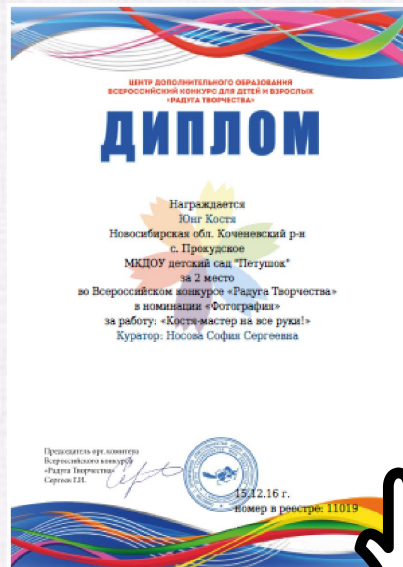 ЦЕНТР ДОПОЛНИТЕЛЬНОГО ОБРАЗОВАНИЯ
ВСЕРОССИЙСКИЙ КОНКУРС ДЛЯ ДЕТЕЙ И ВЗРОСЛЫХ
«РАДУГА ТВОРЧЕСТВА»
ДИПЛОМ
Награждается
Юнг Костя
Новосибирская обл. Коченевский р-н
с. Прокудское
МКДОУ детский сад "Петушок"
за 2 место
во Всероссийском конкурсе «Радуга Творчества»
в номинации «Фотография»
за работу: «Костя-мастер на все руки!»
Куратор: Носова София Сергеевна
Председатель орг.комитета
Всероссийского конкурса
«Радуга Творчества»
Сергеев Г.И.
15.12.16 г.
номер в реестре: 11019